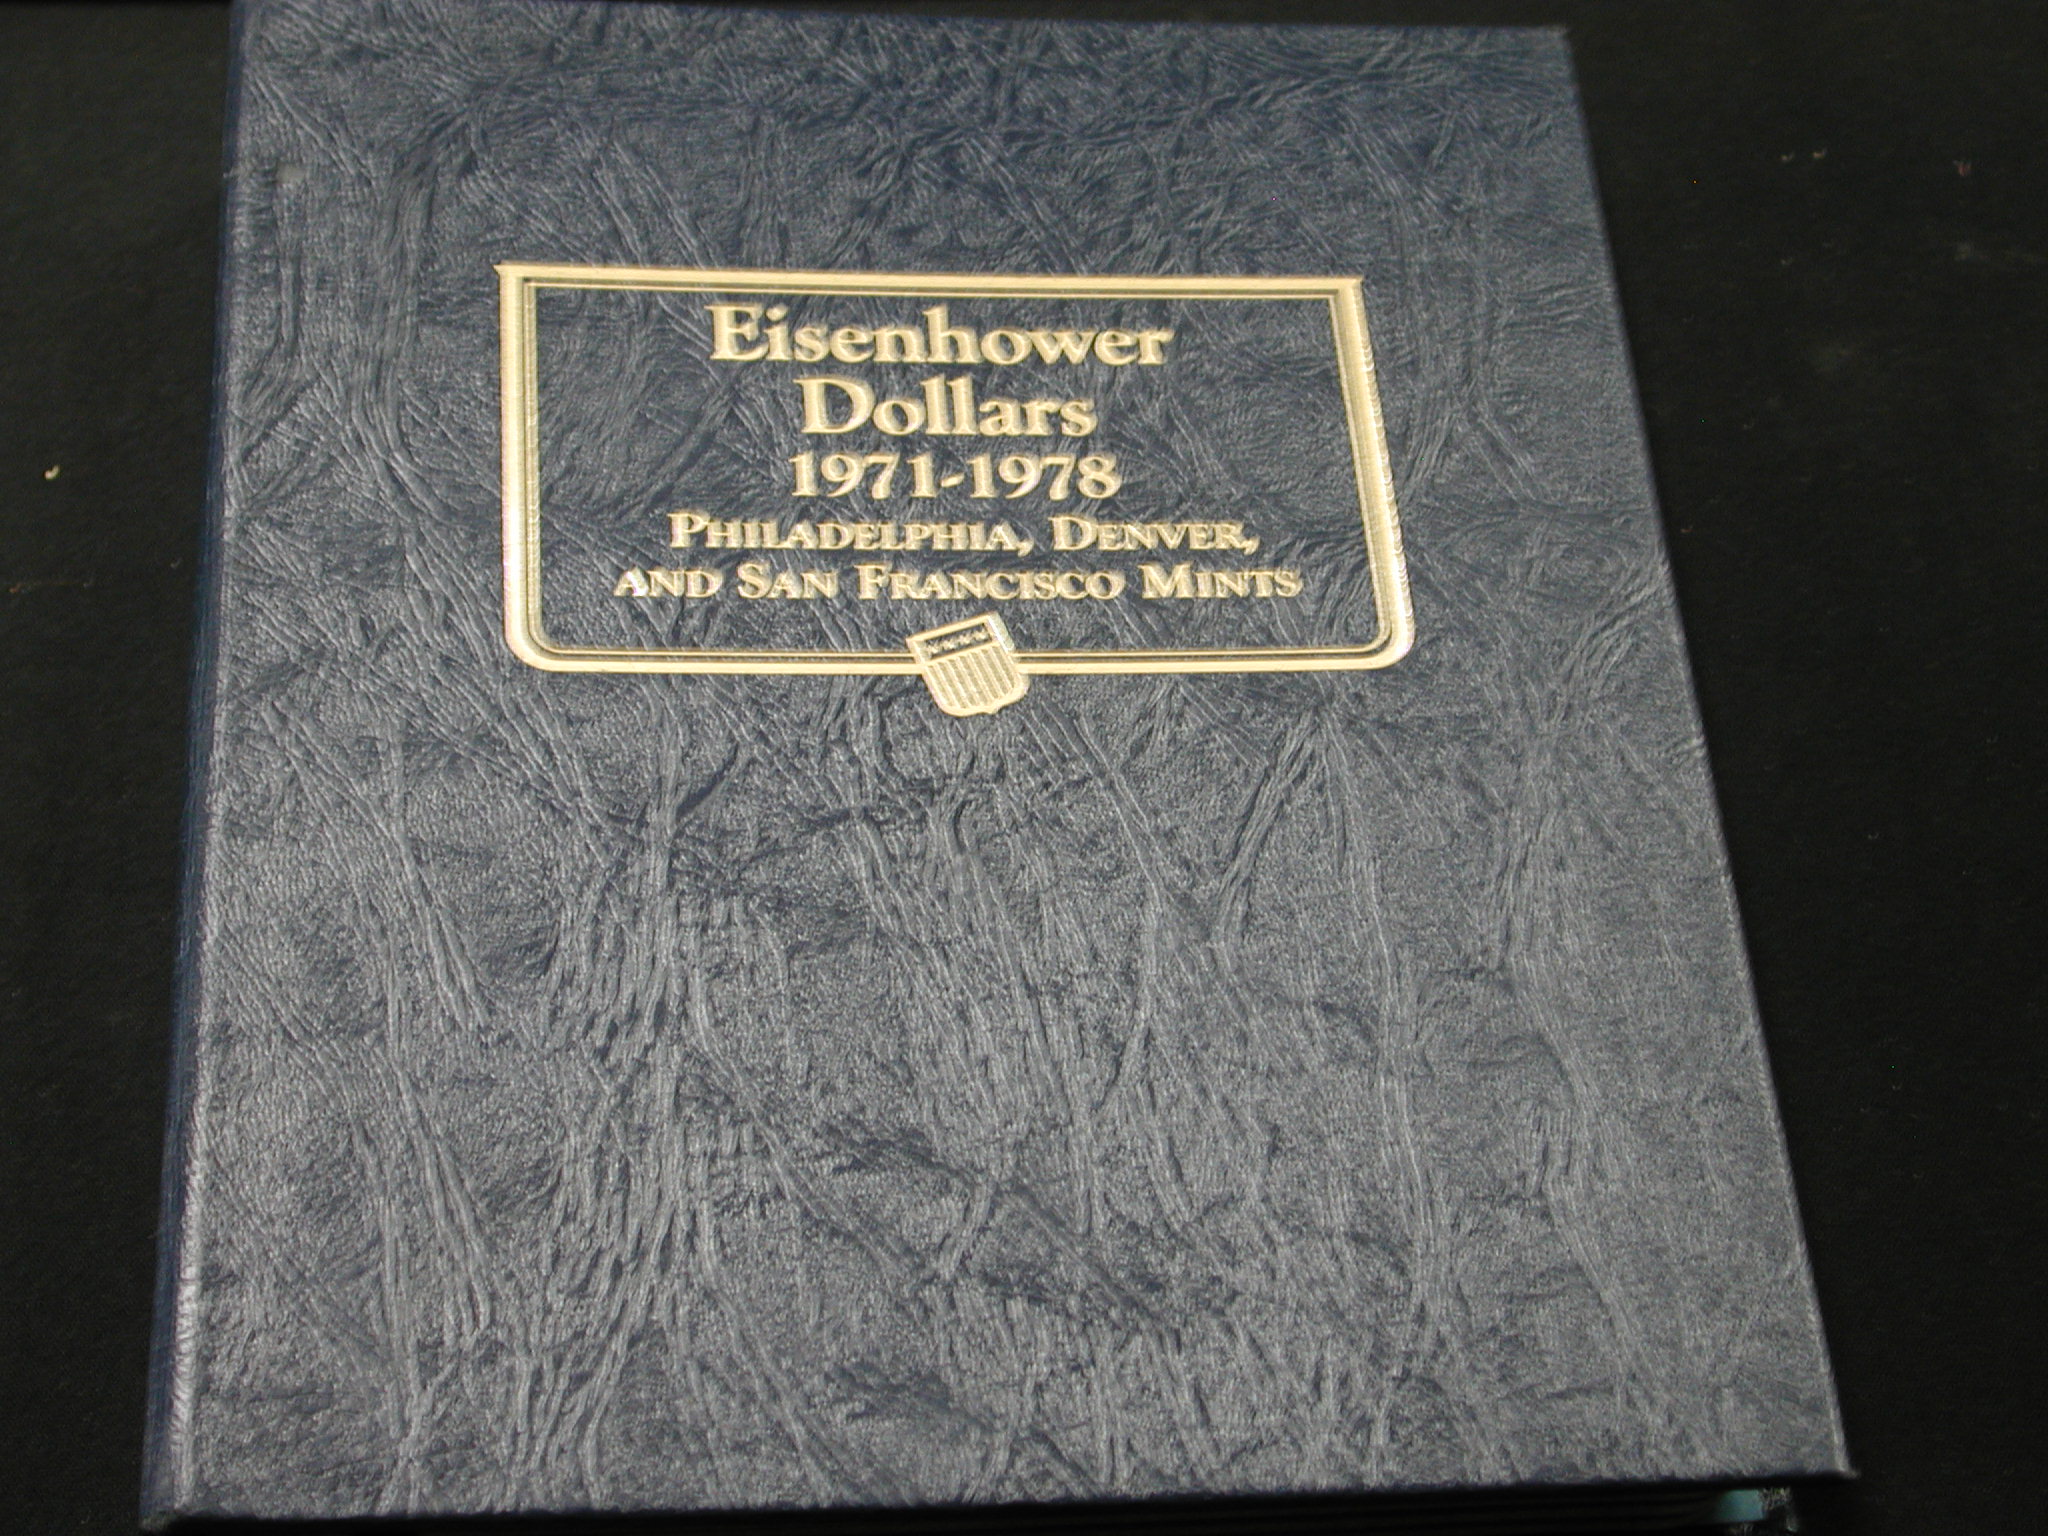 Eisenhower
Dollars
1971-1978
PHILADELPHIA, DENVER,
AND SAN FRANCISCO MINTS